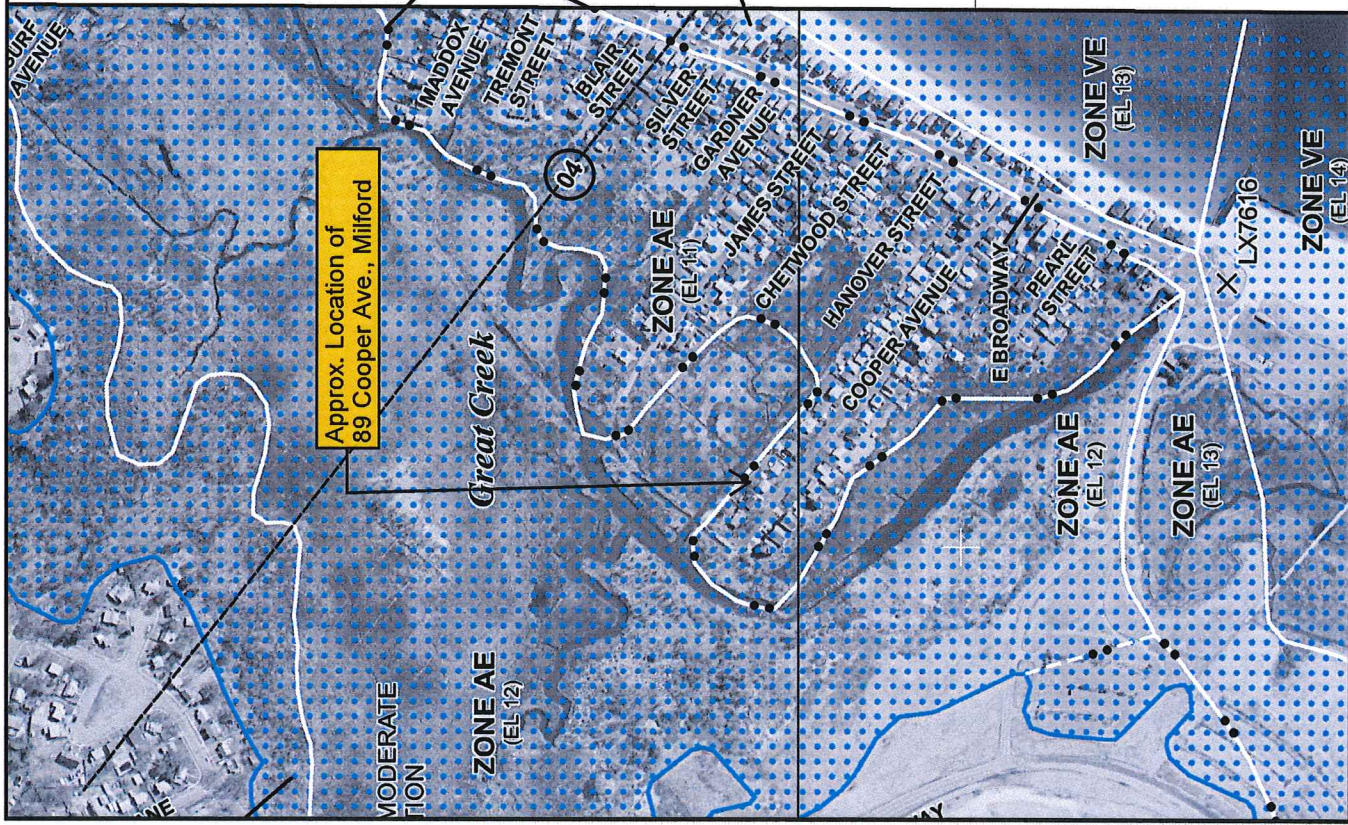 SURF
AVENUE
MADDOX
AVENUE
TREMONT
STREET
BLAIR
STREET
SILVER
STREET
GARDNER
AVENUE
ZONE VE
(EL 13)
04
Approx. Location of
89 Cooper Ave., Milford
ZONE AE
(EL 11)
JAMES STREET
CHETWOOD STREET
HANOVER STREET
COOPER AVENUE
E BROADWAY
PEARL
STREET
LX7616
ZONE VE
(EL 14)
Great Creek
ZONE AE
(EL 12)
ZONE AE
(EL 13)
MODERATE
TION
ZONE AE
(EL 12)
NE
AY